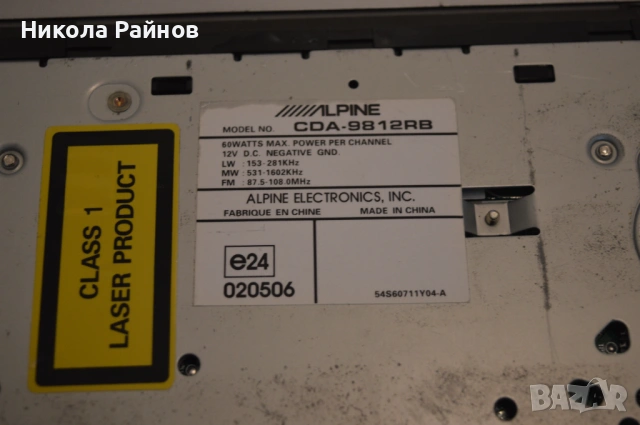 Никола Райнов
ALPINE
MODEL NO. CDA-9812RB
60WATTS MAX. POWER PER CHANNEL
12V D.C. NEGATIVE GND.
LW : 153-281KHz
MW : 531-1602KHz
FM : 87.5-108.0MHz
ALPINE ELECTRONICS, INC.
FABRIQUE EN CHINE MADE IN CHINA
e24
020506
54S60711Y04-A
CLASS 1
LASER PRODUCT
BAZAR